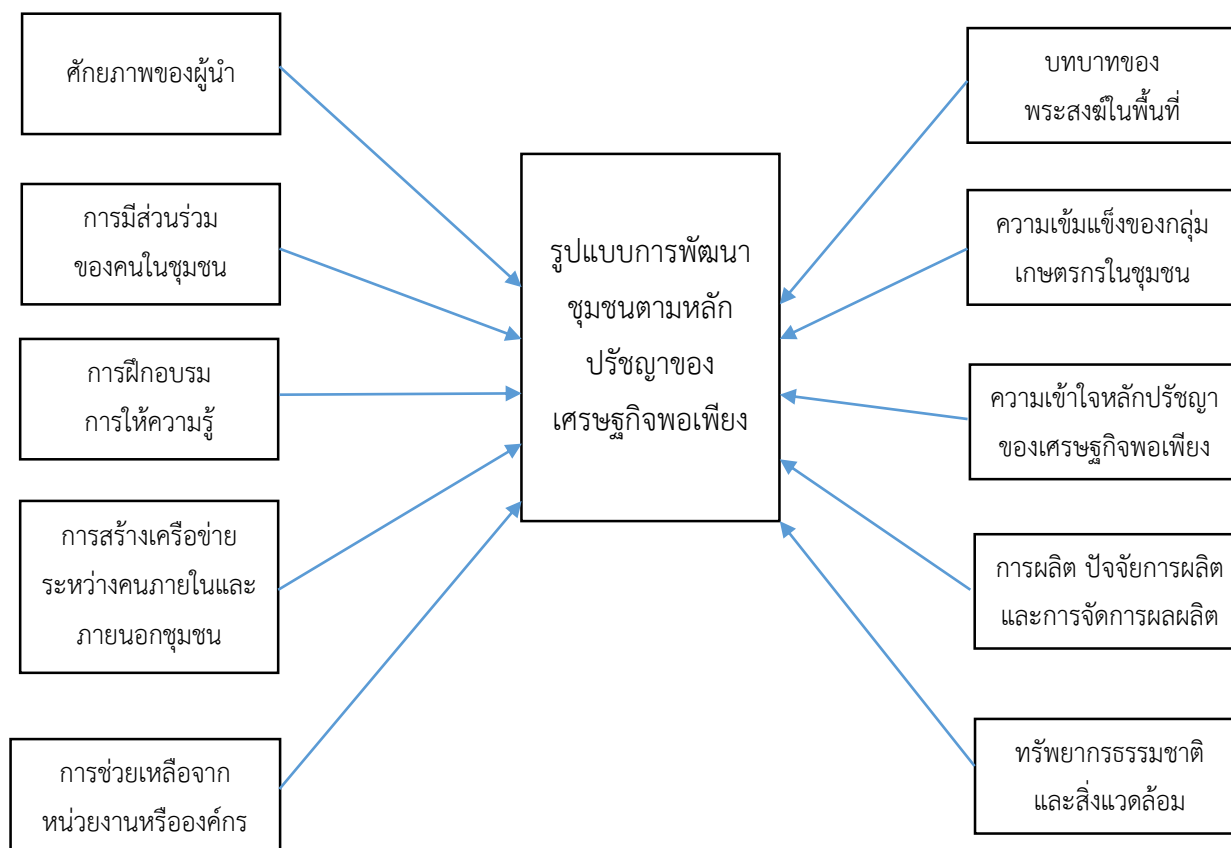 ศักยภาพของผู้นำ
การมีส่วนร่วม
ของคนในชุมชน
การฝึกอบรม
การให้ความรู้
การสร้างเครือข่าย
ระหว่างคนภายในและ
ภายนอกชุมชน
การช่วยเหลือจาก
หน่วยงานหรือองค์กร
รูปแบบการพัฒนา
ชุมชนตามหลัก
ปรัชญาของ
เศรษฐกิจพอเพียง
บทบาทของ
พระสงฆ์ในพื้นที่
ความเข้มแข็งของกลุ่ม
เกษตรกรในชุมชน
ความเข้าใจหลักปรัชญา
ของเศรษฐกิจพอเพียง
การผลิต ปัจจัยการผลิต
และการจัดการผลผลิต
ทรัพยากรธรรมชาติ
และสิ่งแวดล้อม